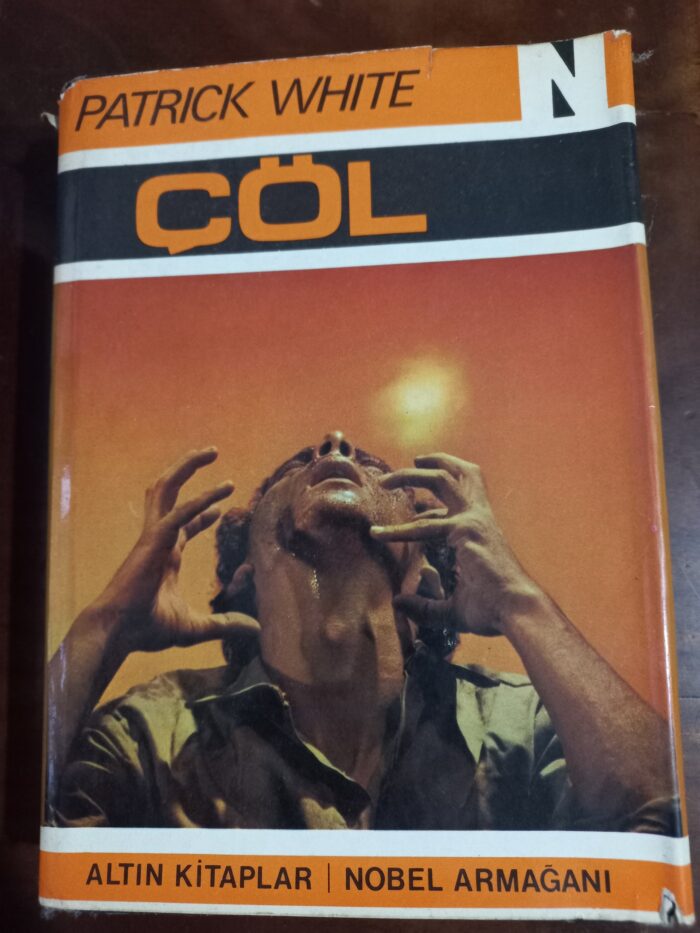 PATRICK WHITE
N
ÇÖL
ALTIN KİTAPLAR | NOBEL ARMAĞANI